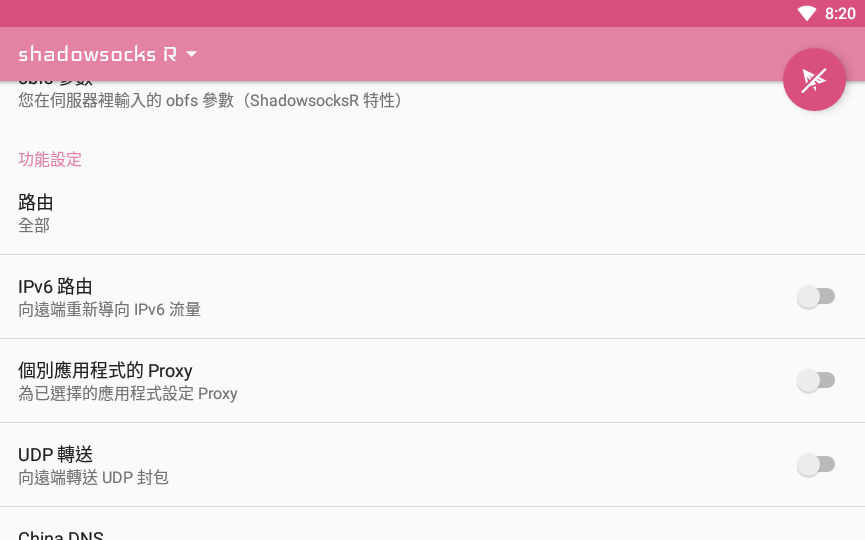 8:20
shadowsocks R
obfs 參數
您在伺服器裡輸入的 obfs 參數（ShadowsocksR 特性）
功能設定
路由
全部
IPv6 路由
向遠端重新導向 IPv6 流量
個別應用程式的 Proxy
為已選擇的應用程式設定 Proxy
UDP 轉送
向遠端轉送 UDP 封包
China DNS